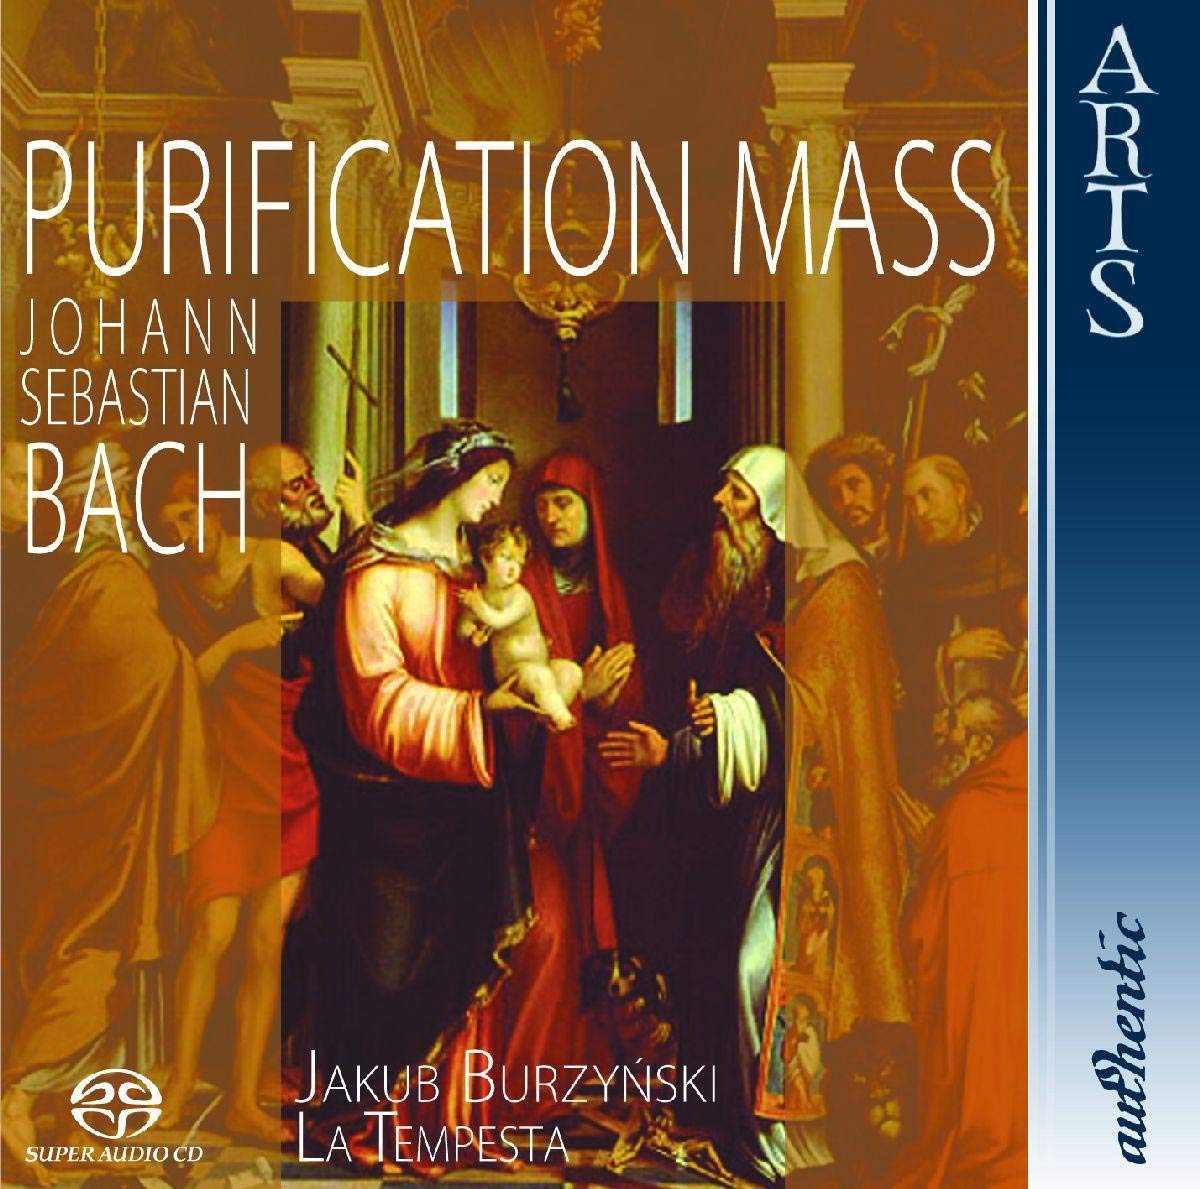 PURIFICATION MASS
JOHANN
SEBASTIAN
BACH
ARTS
authentic
JAKUB BURZYŃSKI
LA TEMPESTA
SUPER AUDIO CD